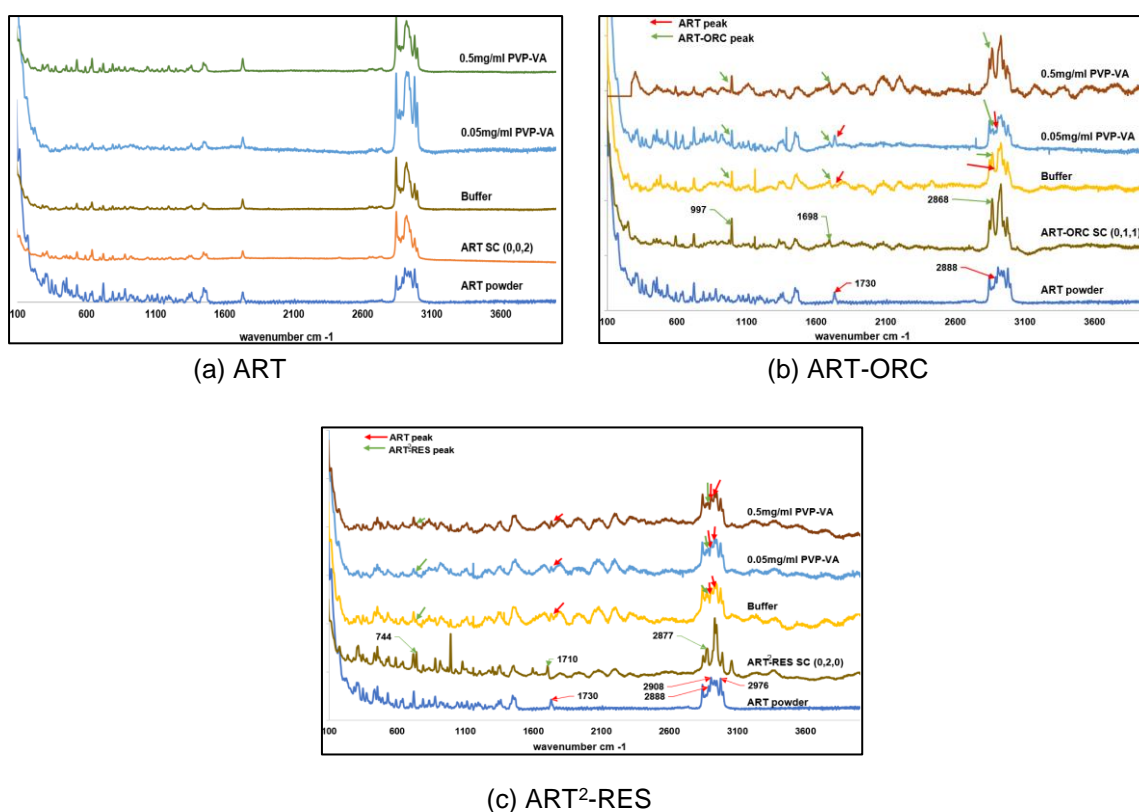 0.5mg/ml PVP-VA
0.05mg/ml PVP-VA
Buffer
ART SC (0,0,2)
ART powder
100 600 1100 1600 2100 2600 3100 3600
wavenumber cm -1
(a) ART
ART peak
ART-ORC peak
0.5mg/ml PVP-VA
0.05mg/ml PVP-VA
Buffer
997
1698
2868
ART-ORC SC (0,1,1)
2888
1730
ART powder
100 600 1100 1600 2100 2600 3100 3600
wavenumber cm -1
(b) ART-ORC
ART peak
ART²-RES peak
0.5mg/ml PVP-VA
0.05mg/ml PVP-VA
Buffer
744
1710
2877
ART²-RES SC (0,2,0)
2908
2976
2888
1730
ART powder
100 600 1100 1600 2100 2600 3100 3600
wavenumber cm -1
(c) ART²-RES